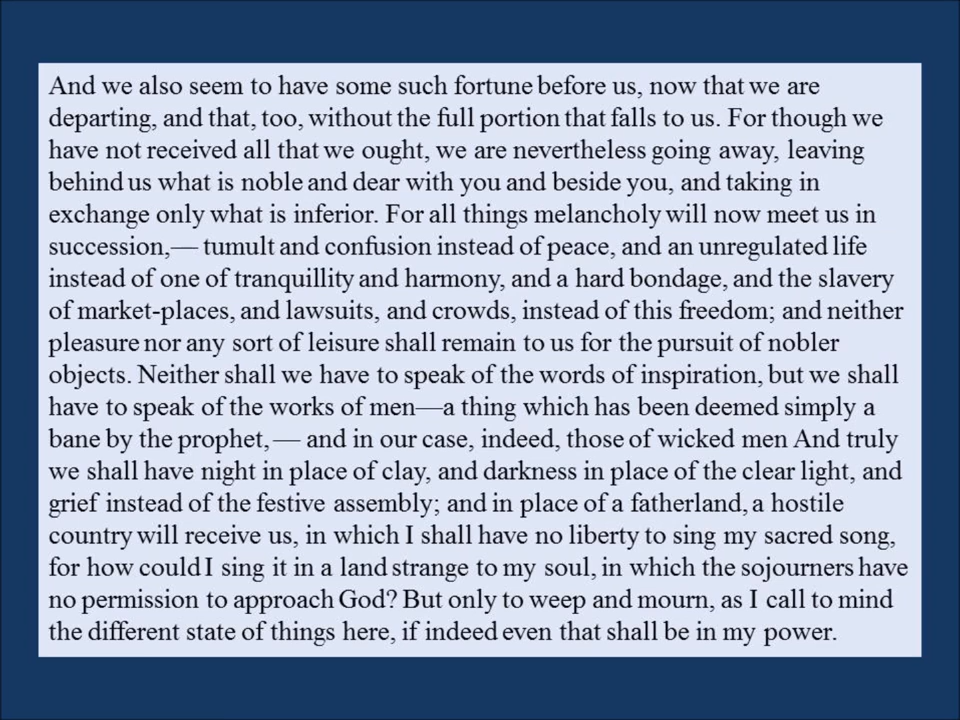 And we also seem to have some such fortune before us, now that we are
departing, and that, too, without the full portion that falls to us. For though we
have not received all that we ought, we are nevertheless going away, leaving
behind us what is noble and dear with you and beside you, and taking in
exchange only what is inferior. For all things melancholy will now meet us in
succession,— tumult and confusion instead of peace, and an unregulated life
instead of one of tranquillity and harmony, and a hard bondage, and the slavery
of market-places, and lawsuits, and crowds, instead of this freedom; and neither
pleasure nor any sort of leisure shall remain to us for the pursuit of nobler
objects. Neither shall we have to speak of the words of inspiration, but we shall
have to speak of the works of men—a thing which has been deemed simply a
bane by the prophet,— and in our case, indeed, those of wicked men And truly
we shall have night in place of clay, and darkness in place of the clear light, and
grief instead of the festive assembly; and in place of a fatherland, a hostile
country will receive us, in which I shall have no liberty to sing my sacred song,
for how could I sing it in a land strange to my soul, in which the sojourners have
no permission to approach God? But only to weep and mourn, as I call to mind
the different state of things here, if indeed even that shall be in my power.